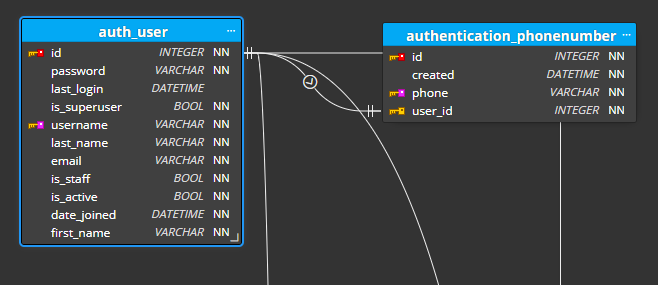 auth_user ...
id INTEGER NN
password VARCHAR NN
last_login DATETIME
is_superuser BOOL NN
username VARCHAR NN
last_name VARCHAR NN
email VARCHAR NN
is_staff BOOL NN
is_active BOOL NN
date_joined DATETIME NN
first_name VARCHAR NN
authentication_phonenumber ...
id INTEGER NN
created DATETIME NN
phone VARCHAR NN
user_id INTEGER NN